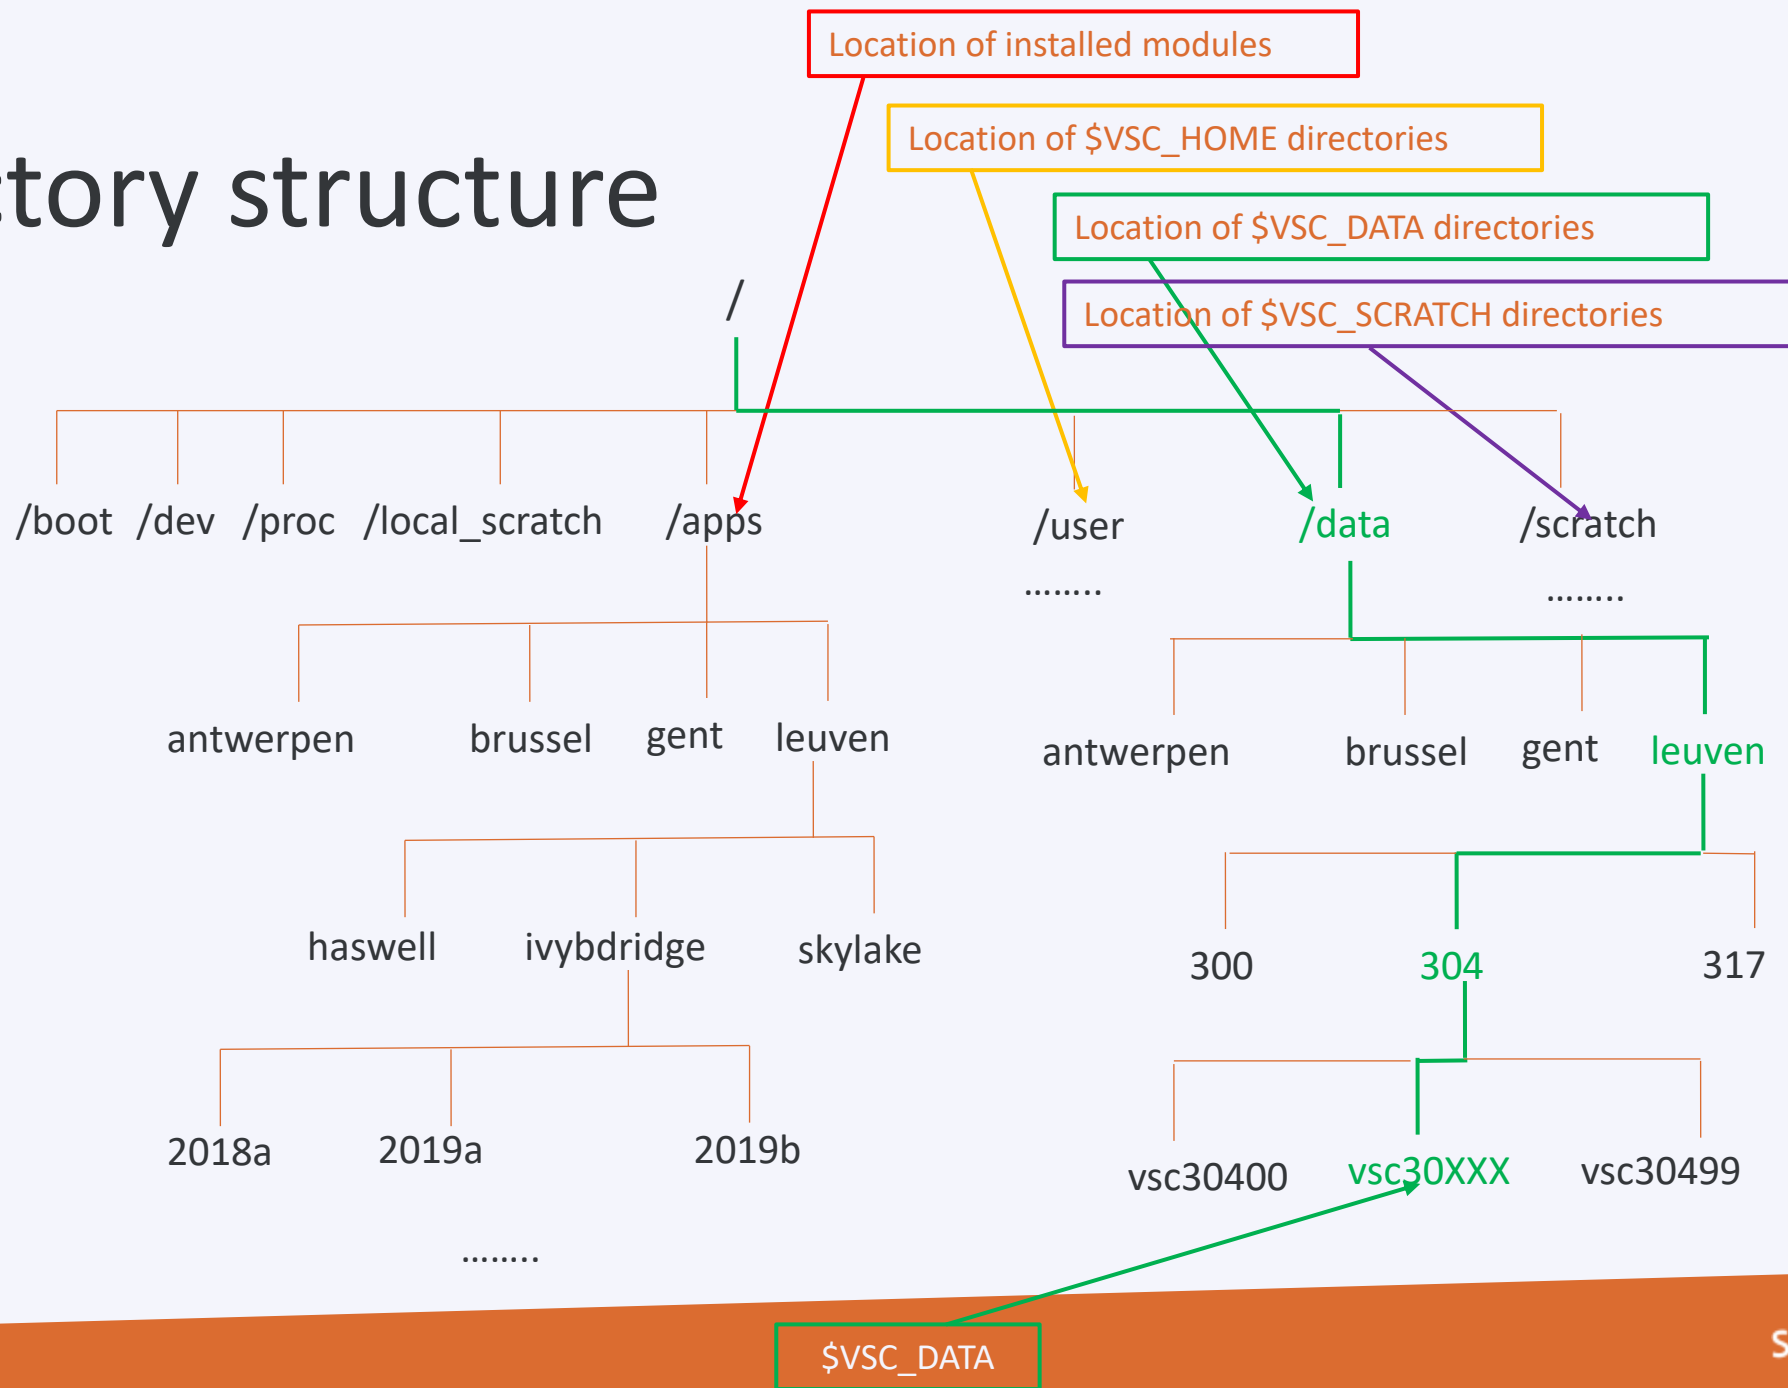 Location of installed modules
Location of $VSC_HOME directories
ctory structure
Location of $VSC_DATA directories
/
Location of $VSC_SCRATCH directories
/boot /dev /proc /local_scratch /apps /user /data /scratch
........ ........
antwerpen brussel gent leuven antwerpen brussel gent leuven
haswell ivybdridge skylake 300 304 317
2018a 2019a 2019b vsc30400 vsc30XXX vsc30499
........
$VSC_DATA
S